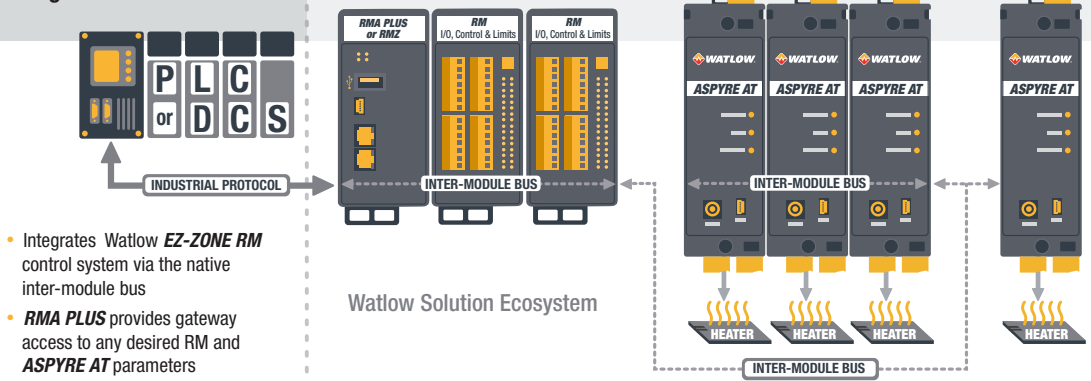 RMA PLUS
or RMZ
RM
I/O, Control & Limits
RM
I/O, Control & Limits
PLC
or DCS
WATLOW
ASPYRE AT
WATLOW
ASPYRE AT
WATLOW
ASPYRE AT
WATLOW
ASPYRE AT
INDUSTRIAL PROTOCOL
INTER-MODULE BUS
INTER-MODULE BUS
• Integrates Watlow EZ-ZONE RM
control system via the native
inter-module bus
• RMA PLUS provides gateway
access to any desired RM and
ASPYRE AT parameters
Watlow Solution Ecosystem
HEATER
HEATER
HEATER
HEATER
INTER-MODULE BUS